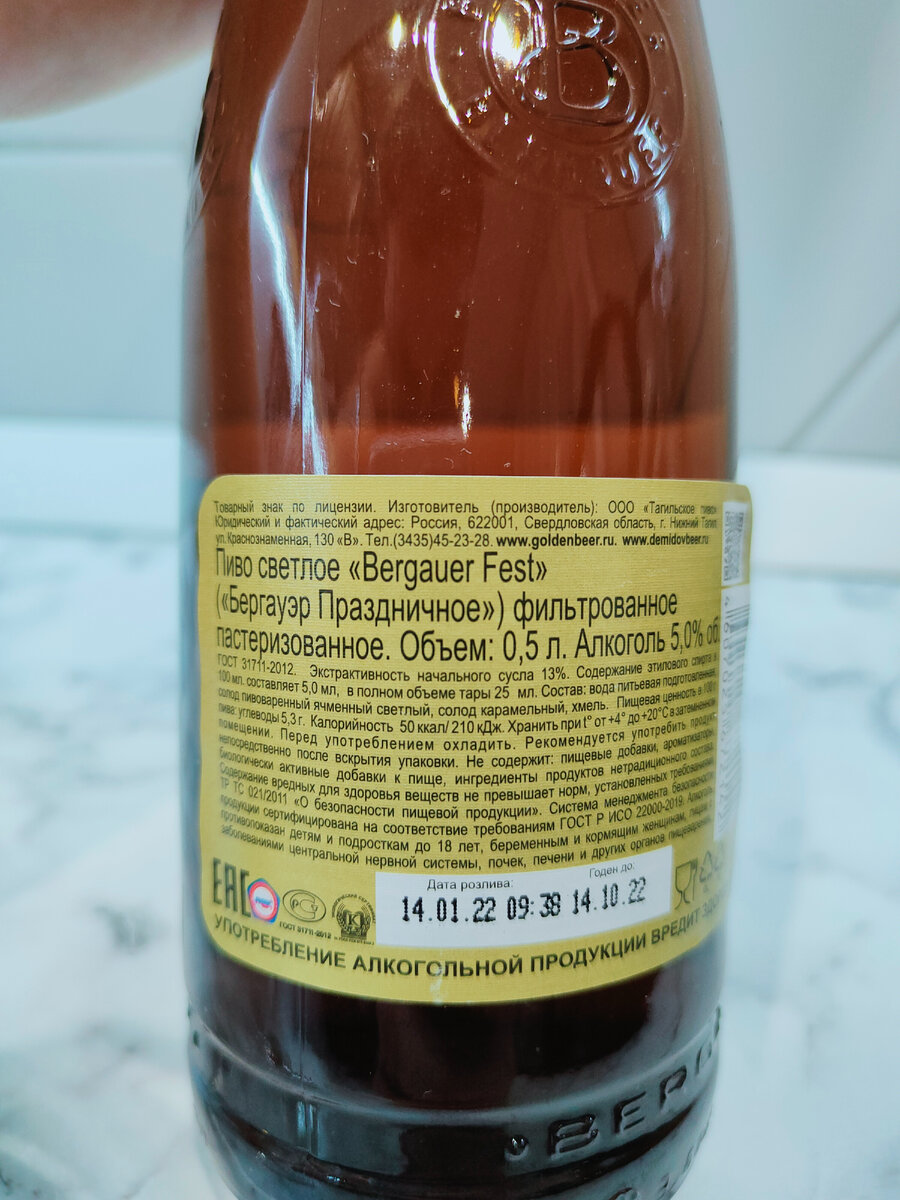 Товарный знак по лицензии. Изготовитель (производитель): ООО «Тагильское пиво»
Юридический и фактический адрес: Россия, 622001, Свердловская область, г. Нижний Тагил
ул. Краснознаменная, 130 «В». Тел.(3435)45-23-28. www.goldenbeer.ru. www.demidovbeer.ru
Пиво светлое «Bergauer Fest»
(«Бергауэр Праздничное») фильтрованное
пастеризованное. Объем: 0,5 л. Алкоголь 5,0% об.
ГОСТ 31711-2012. Экстрактивность начального сусла 13%. Содержание этилового спирта в
100 мл. составляет 5,0 мл, в полном объеме тары 25 мл. Состав: вода питьевая подготовленная,
солод пивоваренный ячменный светлый, солод карамельный, хмель. Пищевая ценность в 100 г
пива: углеводы 5,3 г. Калорийность 50 ккал/ 210 кДж. Хранить при t° от +4° до +20°С в затемненном
помещении. Перед употреблением охладить. Рекомендуется употребить продукт
непосредственно после вскрытия упаковки. Не содержит: пищевые добавки, ароматизаторы,
биологически активные добавки к пище, ингредиенты продуктов нетрадиционного состава.
Содержание вредных для здоровья веществ не превышает норм, установленных требованиями
ТР ТС 021/2011 «О безопасности пищевой продукции». Система менеджмента безопасности
продукции сертифицирована на соответствие требованиям ГОСТ Р ИСО 22000-2019. Алкоголь
противопоказан детям и подросткам до 18 лет, беременным и кормящим женщинам, лицам с
заболеваниями центральной нервной системы, почек, печени и других органов пищеварения.
ЕАС
РСТ
ГОСТ 31711-2012
Дата розлива: Годен до:
14.01.22 09:38 14.10.22
УПОТРЕБЛЕНИЕ АЛКОГОЛЬНОЙ ПРОДУКЦИИ ВРЕДИТ
B
BERG